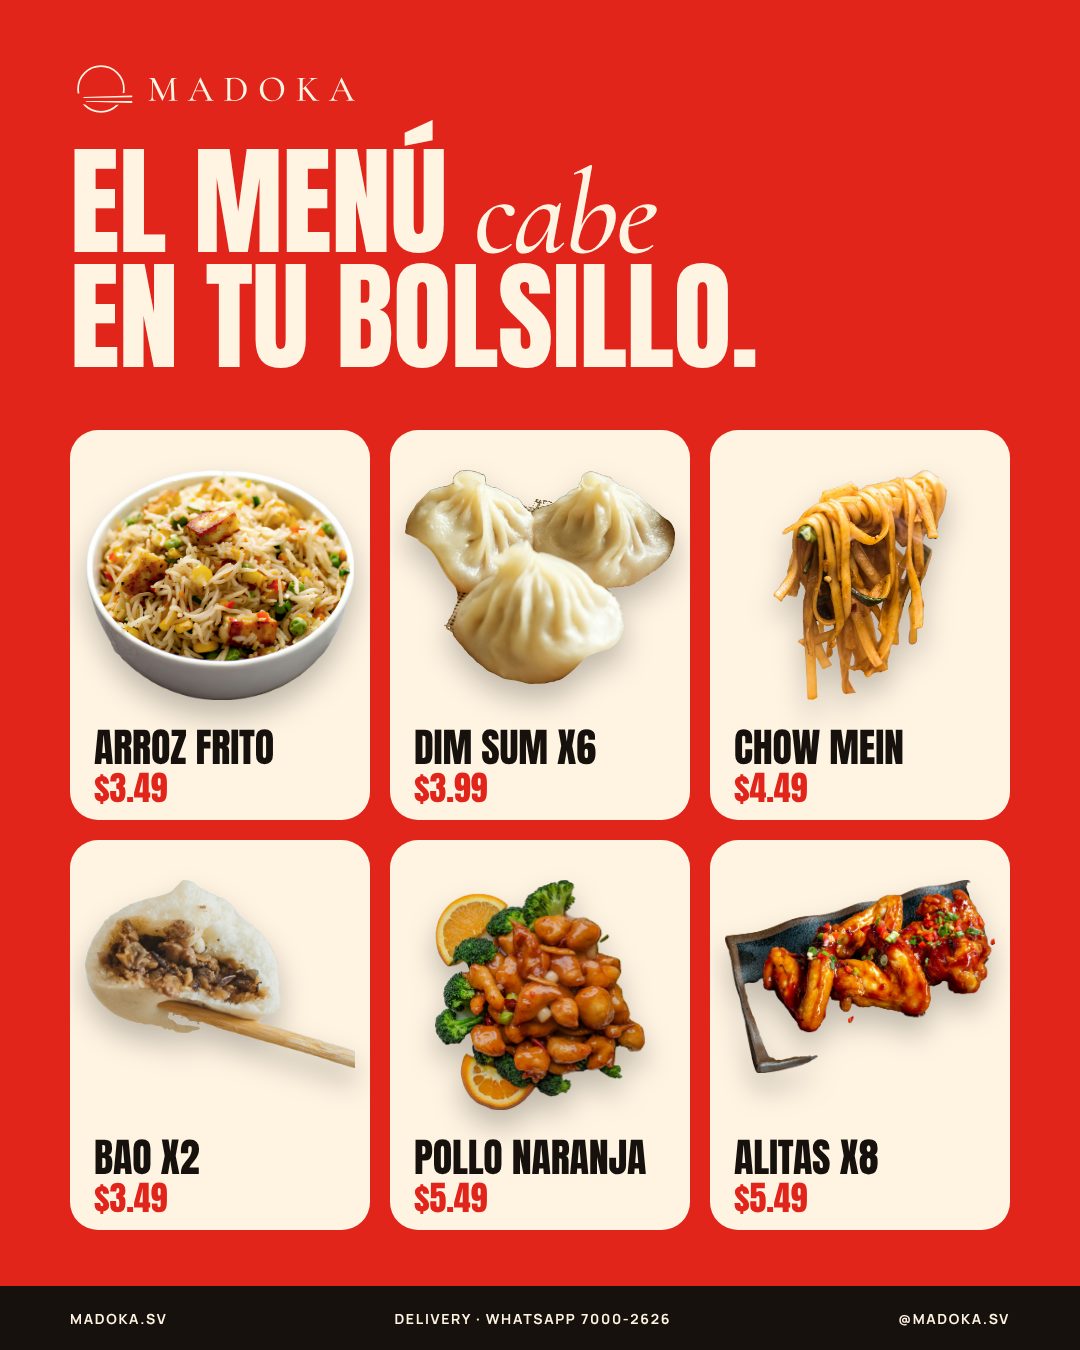 MADOKA
EL MENÚ cabe
EN TU BOLSILLO.
ARROZ FRITO
$3.49
DIM SUM X6
$3.99
CHOW MEIN
$4.49
BAO X2
$3.49
POLLO NARANJA
$5.49
ALITAS X8
$5.49
MADOKA.SV
DELIVERY · WHATSAPP 7000-2626
@MADOKA.SV